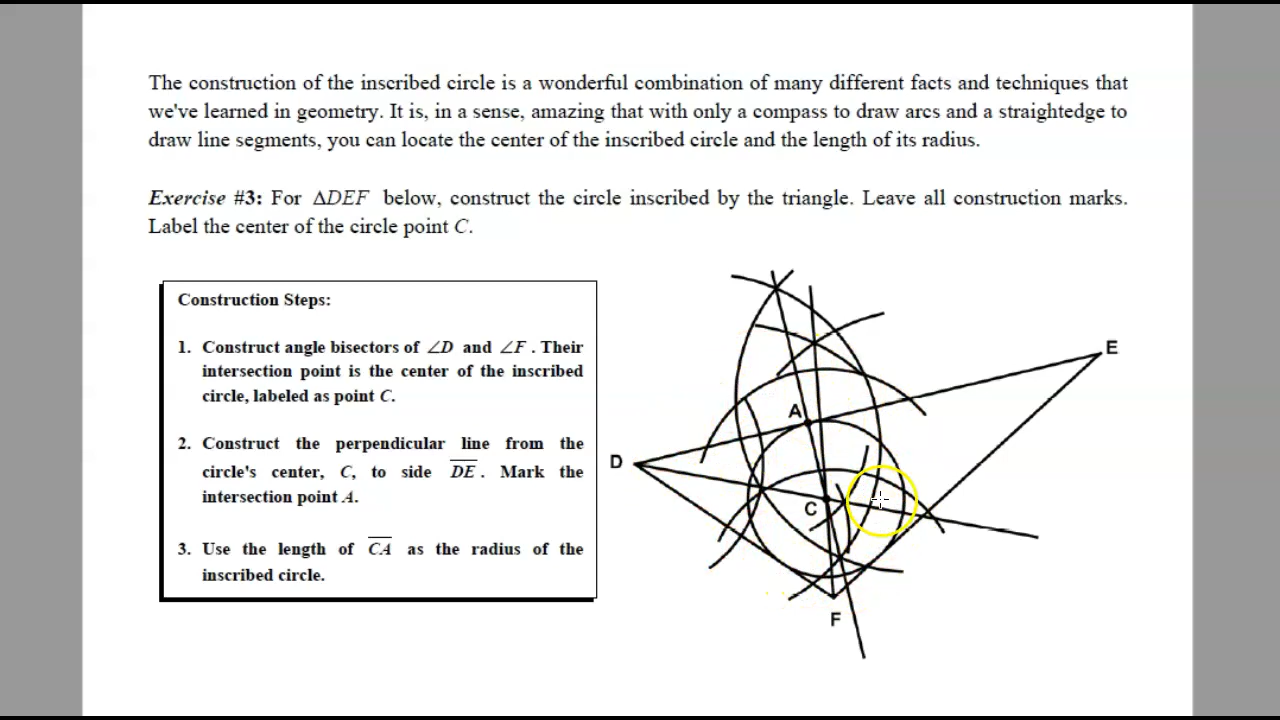 The construction of the inscribed circle is a wonderful combination of many different facts and techniques that
we've learned in geometry. It is, in a sense, amazing that with only a compass to draw arcs and a straightedge to
draw line segments, you can locate the center of the inscribed circle and the length of its radius.
Exercise #3: For ΔDEF below, construct the circle inscribed by the triangle. Leave all construction marks.
Label the center of the circle point C.
Construction Steps:
1. Construct angle bisectors of ∠D and ∠F. Their
intersection point is the center of the inscribed
circle, labeled as point C.
2. Construct the perpendicular line from the
circle's center, C, to side D̅E̅. Mark the
intersection point A.
3. Use the length of C̅A̅ as the radius of the
inscribed circle.
E
A
D
C
F